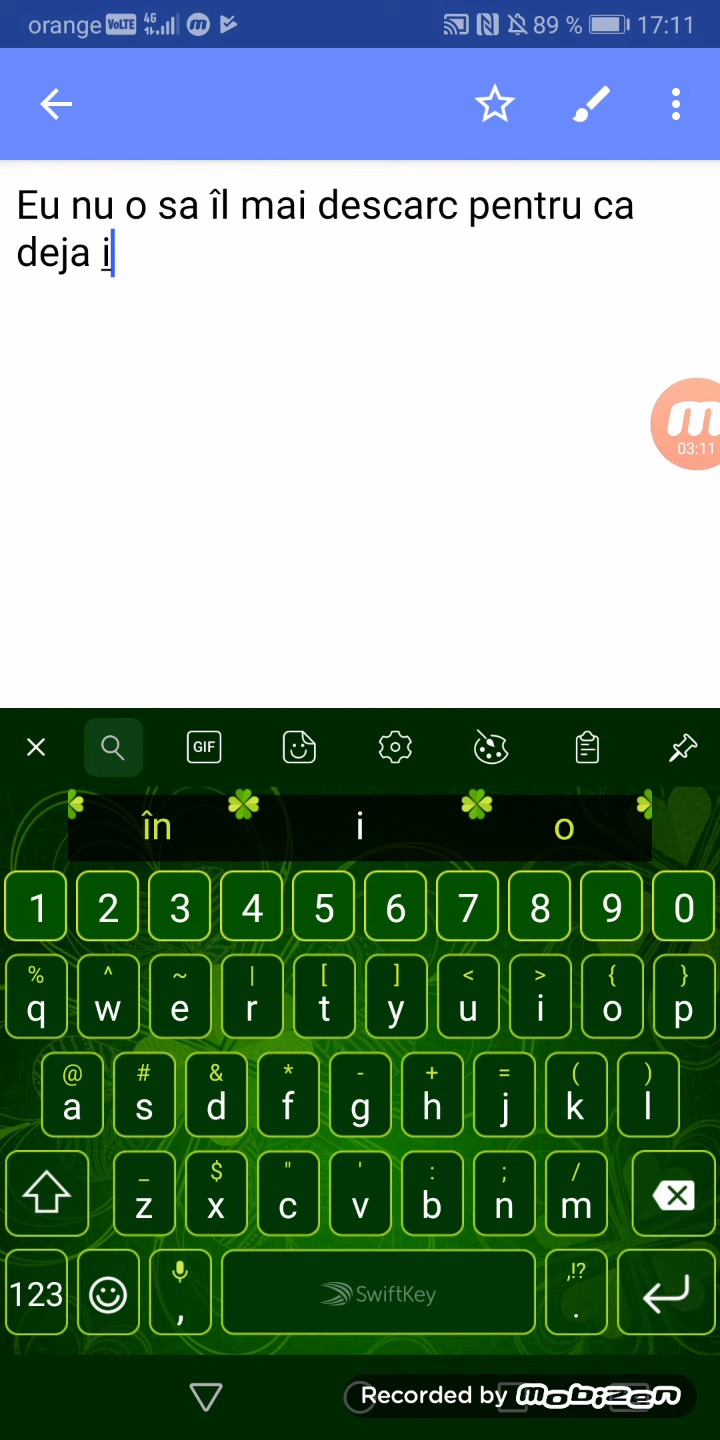 orange VoLTE 4G 89 % 17:11
Eu nu o sa îl mai descarc pentru ca
deja i
03:11
GIF
în i o
1 2 3 4 5 6 7 8 9 0
% ^ ~ | [ ] < > { }
q w e r t y u i o p
@ # & * - + = ( )
a s d f g h j k l
_ $ " ' : ; /
z x c v b n m
,!?
123 , SwiftKey .
Recorded by mobizen